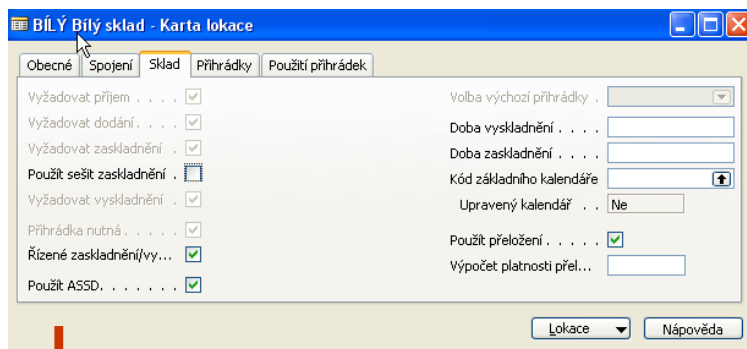 BÍLÝ Bílý sklad - Karta lokace
Obecné Spojení Sklad Přihrádky Použití přihrádek
Vyžadovat příjem . . . .
Vyžadovat dodání . . . .
Vyžadovat zaskladnění .
Použít sešit zaskladnění .
Vyžadovat vyskladnění .
Přihrádka nutná . . . . .
Řízené zaskladnění/vy...
Použít ASSD. . . . . . .
Volba výchozí přihrádky .
Doba vyskladnění . . . .
Doba zaskladnění . . . .
Kód základního kalendáře
Upravený kalendář . . Ne
Použít přeložení . . . . .
Výpočet platnosti přel...
Lokace Nápověda